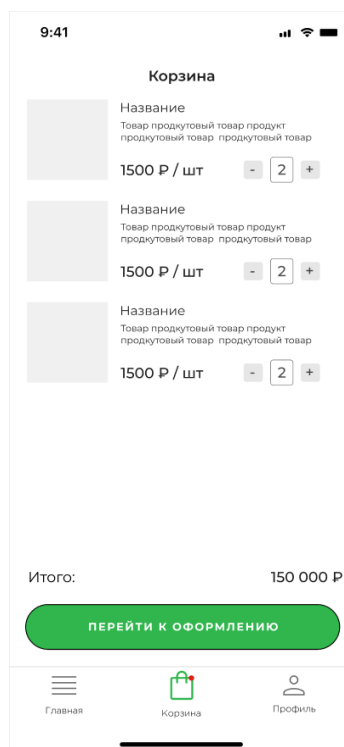 9:41
Корзина
Название
Товар продкутовый товар продукт
продкутовый товар продкутовый товар
1500 ₽ / шт - 2 +
Название
Товар продкутовый товар продукт
продкутовый товар продкутовый товар
1500 ₽ / шт - 2 +
Название
Товар продкутовый товар продукт
продкутовый товар продкутовый товар
1500 ₽ / шт - 2 +
Итого: 150 000 ₽
ПЕРЕЙТИ К ОФОРМЛЕНИЮ
Главная Корзина Профиль